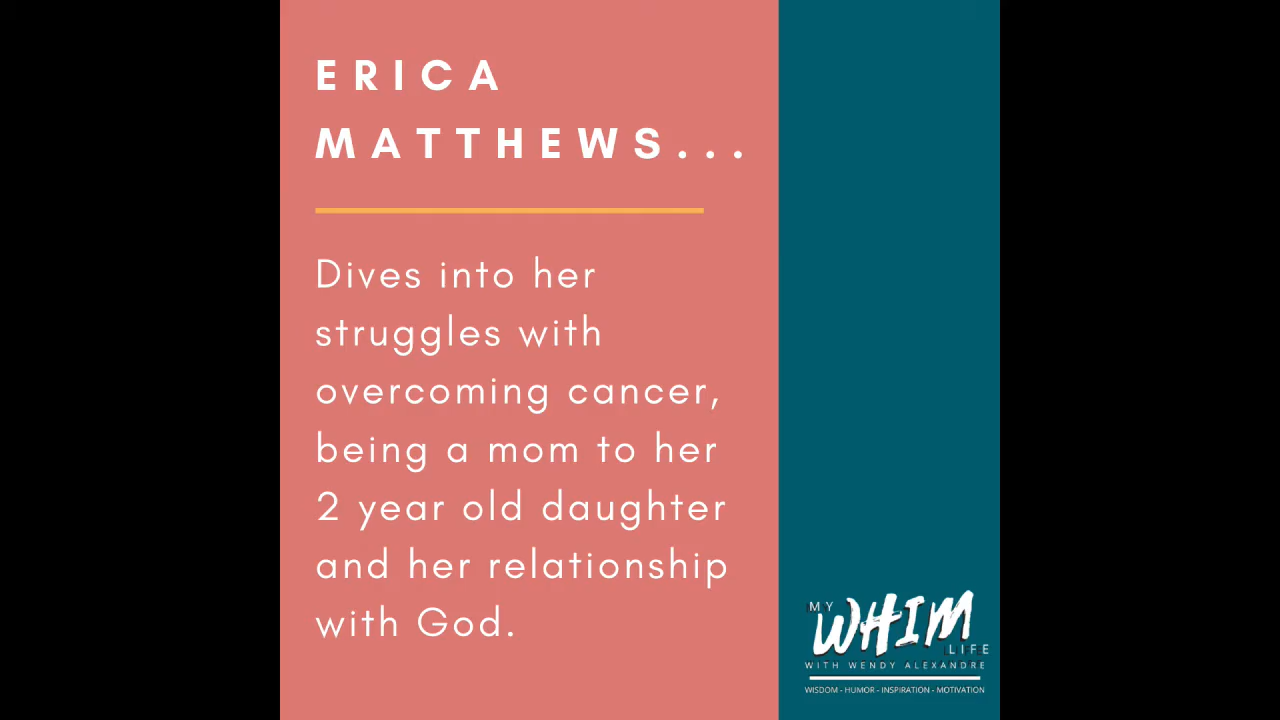 ERICA
MATTHEWS...
Dives into her
struggles with
overcoming cancer,
being a mom to her
2 year old daughter
and her relationship
with God.
MY
WHIM
LIFE
WITH WENDY ALEXANDRE
WISDOM - HUMOR - INSPIRATION - MOTIVATION